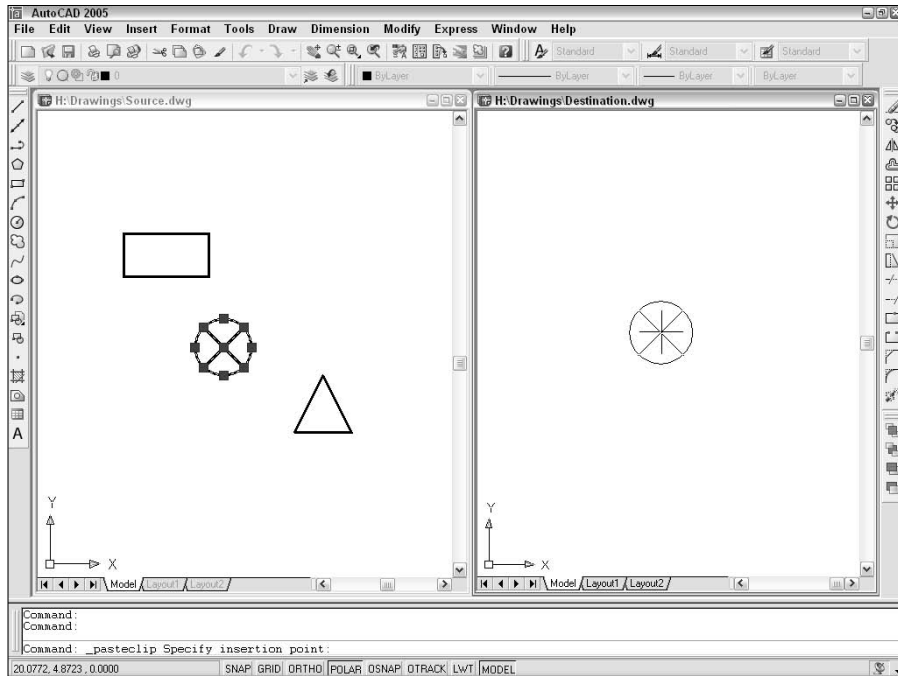 AutoCAD 2005
File Edit View Insert Format Tools Draw Dimension Modify Express Window Help
A Standard Standard Standard
0 ByLayer ByLayer ByLayer ByLayer
H:\Drawings\Source.dwg
H:\Drawings\Destination.dwg
A
Y
X
Y
X
Model Layout1 Layout2
Model Layout1 Layout2
Command:
Command:
Command: _pasteclip Specify insertion point:
20.0772, 4.8723 , 0.0000 SNAP GRID ORTHO POLAR OSNAP OTRACK LWT MODEL